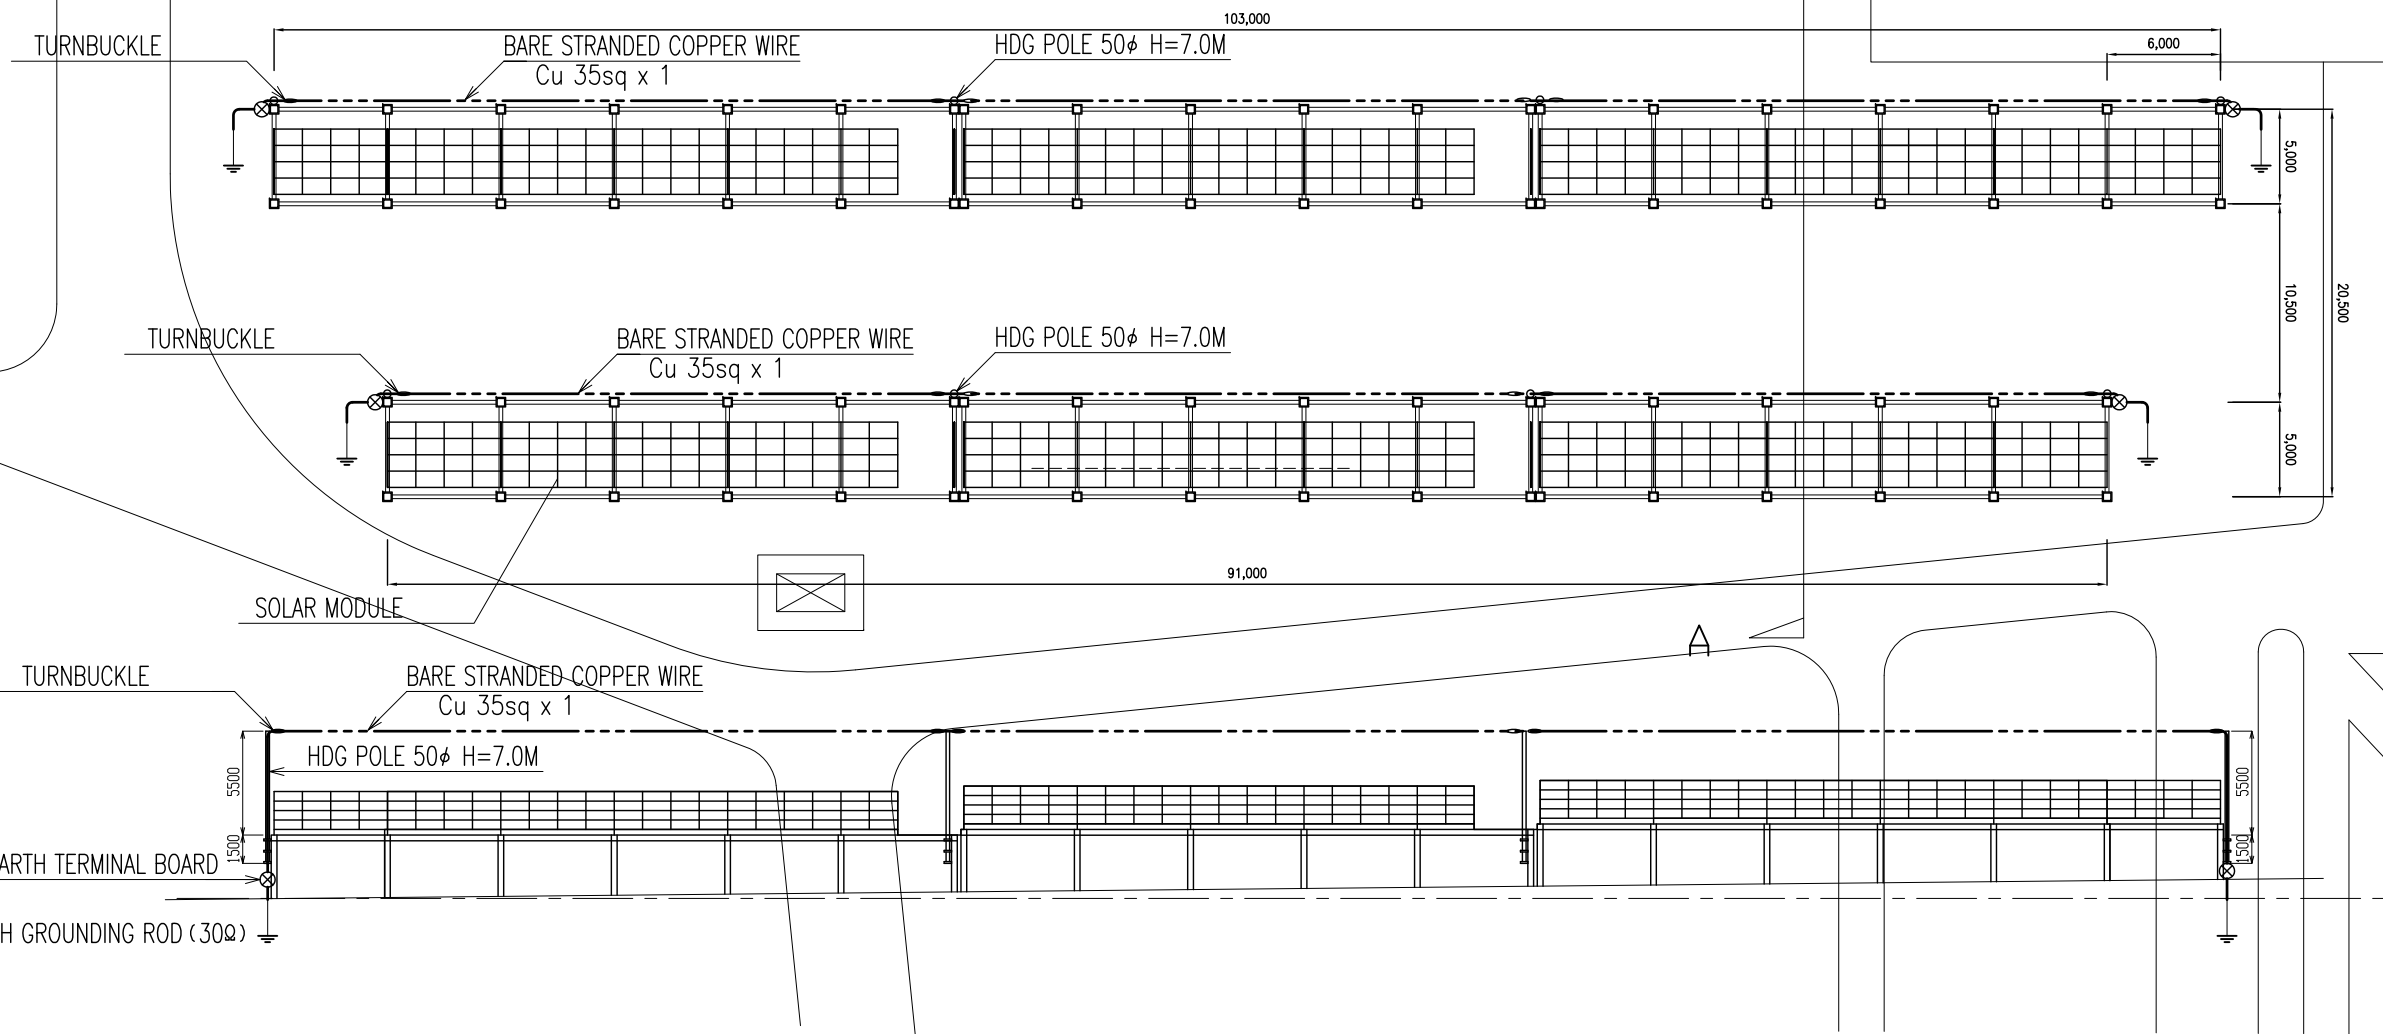 103,000
TURNBUCKLE
BARE STRANDED COPPER WIRE
Cu 35sq x 1
HDG POLE 50ϕ H=7.0M
6,000
5,000
10,500
20,500
TURNBUCKLE
BARE STRANDED COPPER WIRE
Cu 35sq x 1
HDG POLE 50ϕ H=7.0M
5,000
91,000
SOLAR MODULE
TURNBUCKLE
BARE STRANDED COPPER WIRE
Cu 35sq x 1
HDG POLE 50ϕ H=7.0M
5500
5500
1500
1500
ARTH TERMINAL BOARD
H GROUNDING ROD (30Ω)